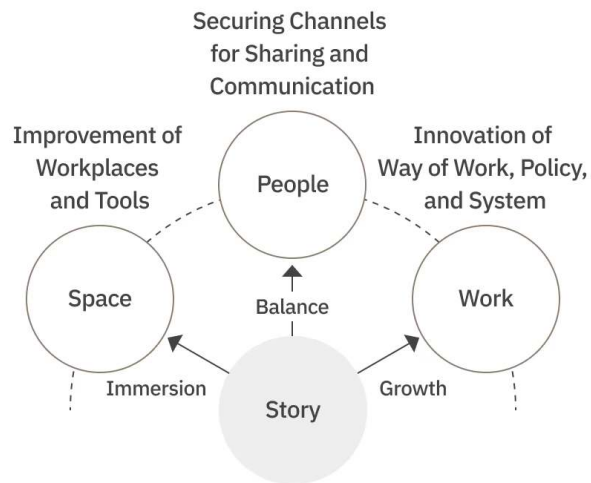 Securing Channels
for Sharing and
Communication
Improvement of
Workplaces
and Tools
Innovation of
Way of Work, Policy,
and System
People
Space
Work
Balance
Immersion
Growth
Story